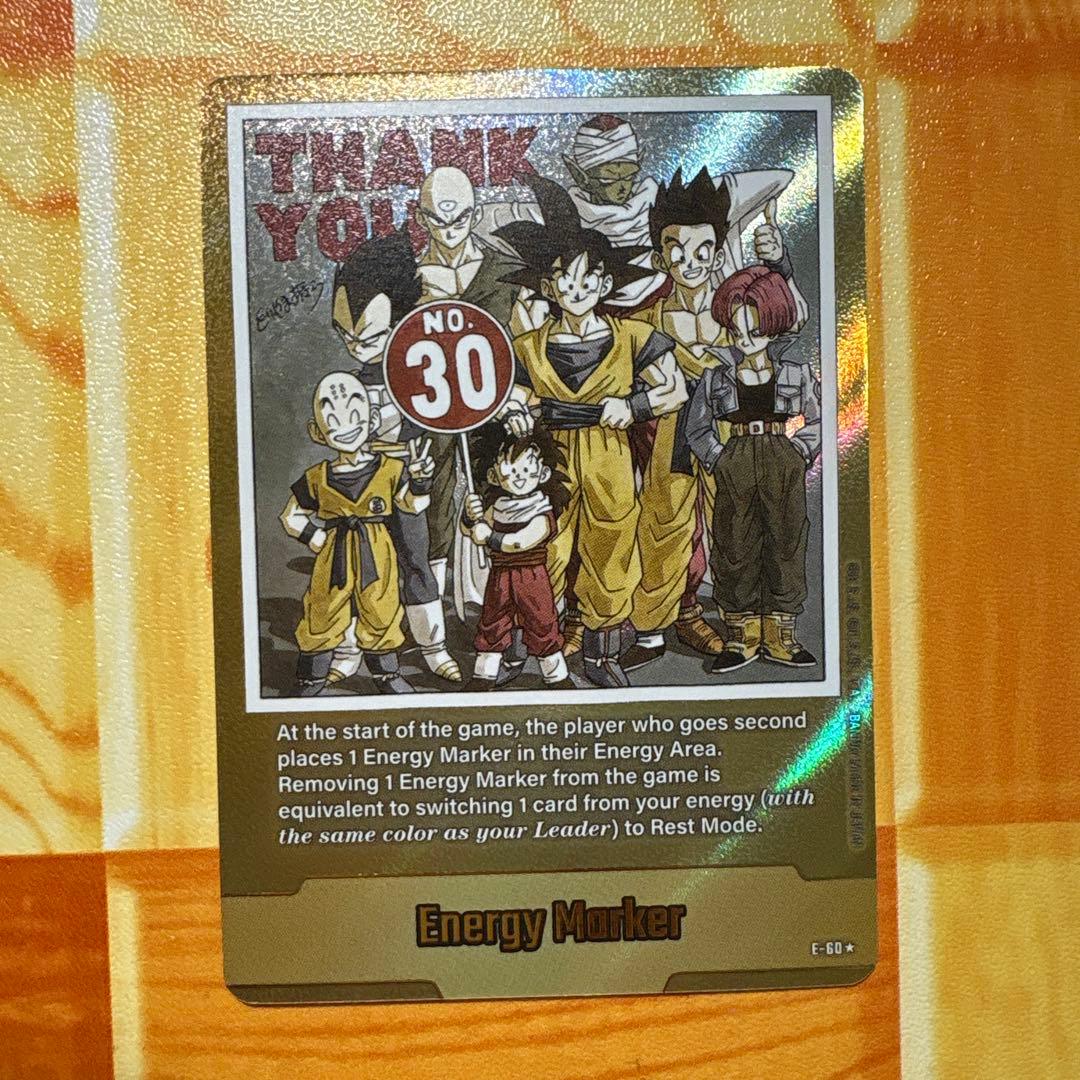 THANK
YOU
NO.
30
At the start of the game, the player who goes second
places 1 Energy Marker in their Energy Area.
Removing 1 Energy Marker from the game is
equivalent to switching 1 card from your energy (with
the same color as your Leader) to Rest Mode.
Energy Marker
E-60★